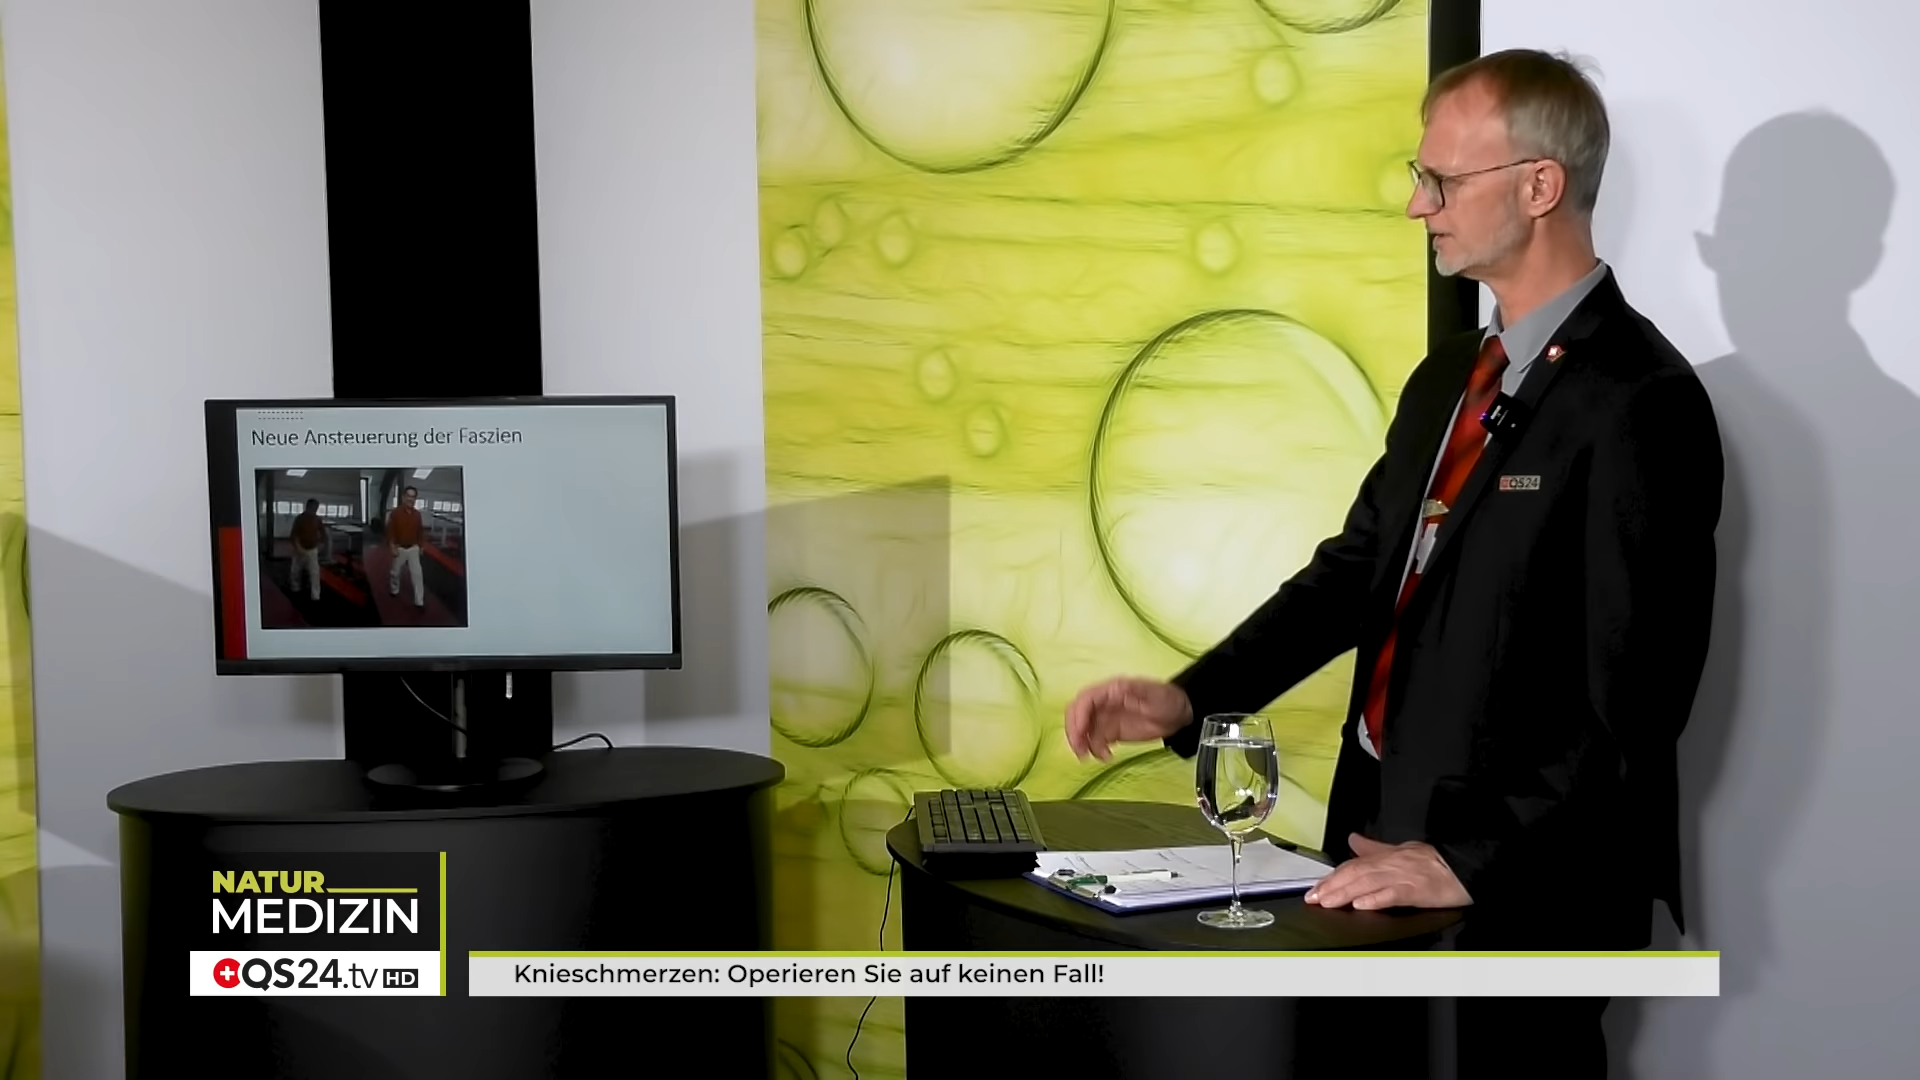 Neue Ansteuerung der Faszien
QS24
NATUR
MEDIZIN
QS24.tv HD
Knieschmerzen: Operieren Sie auf keinen Fall!